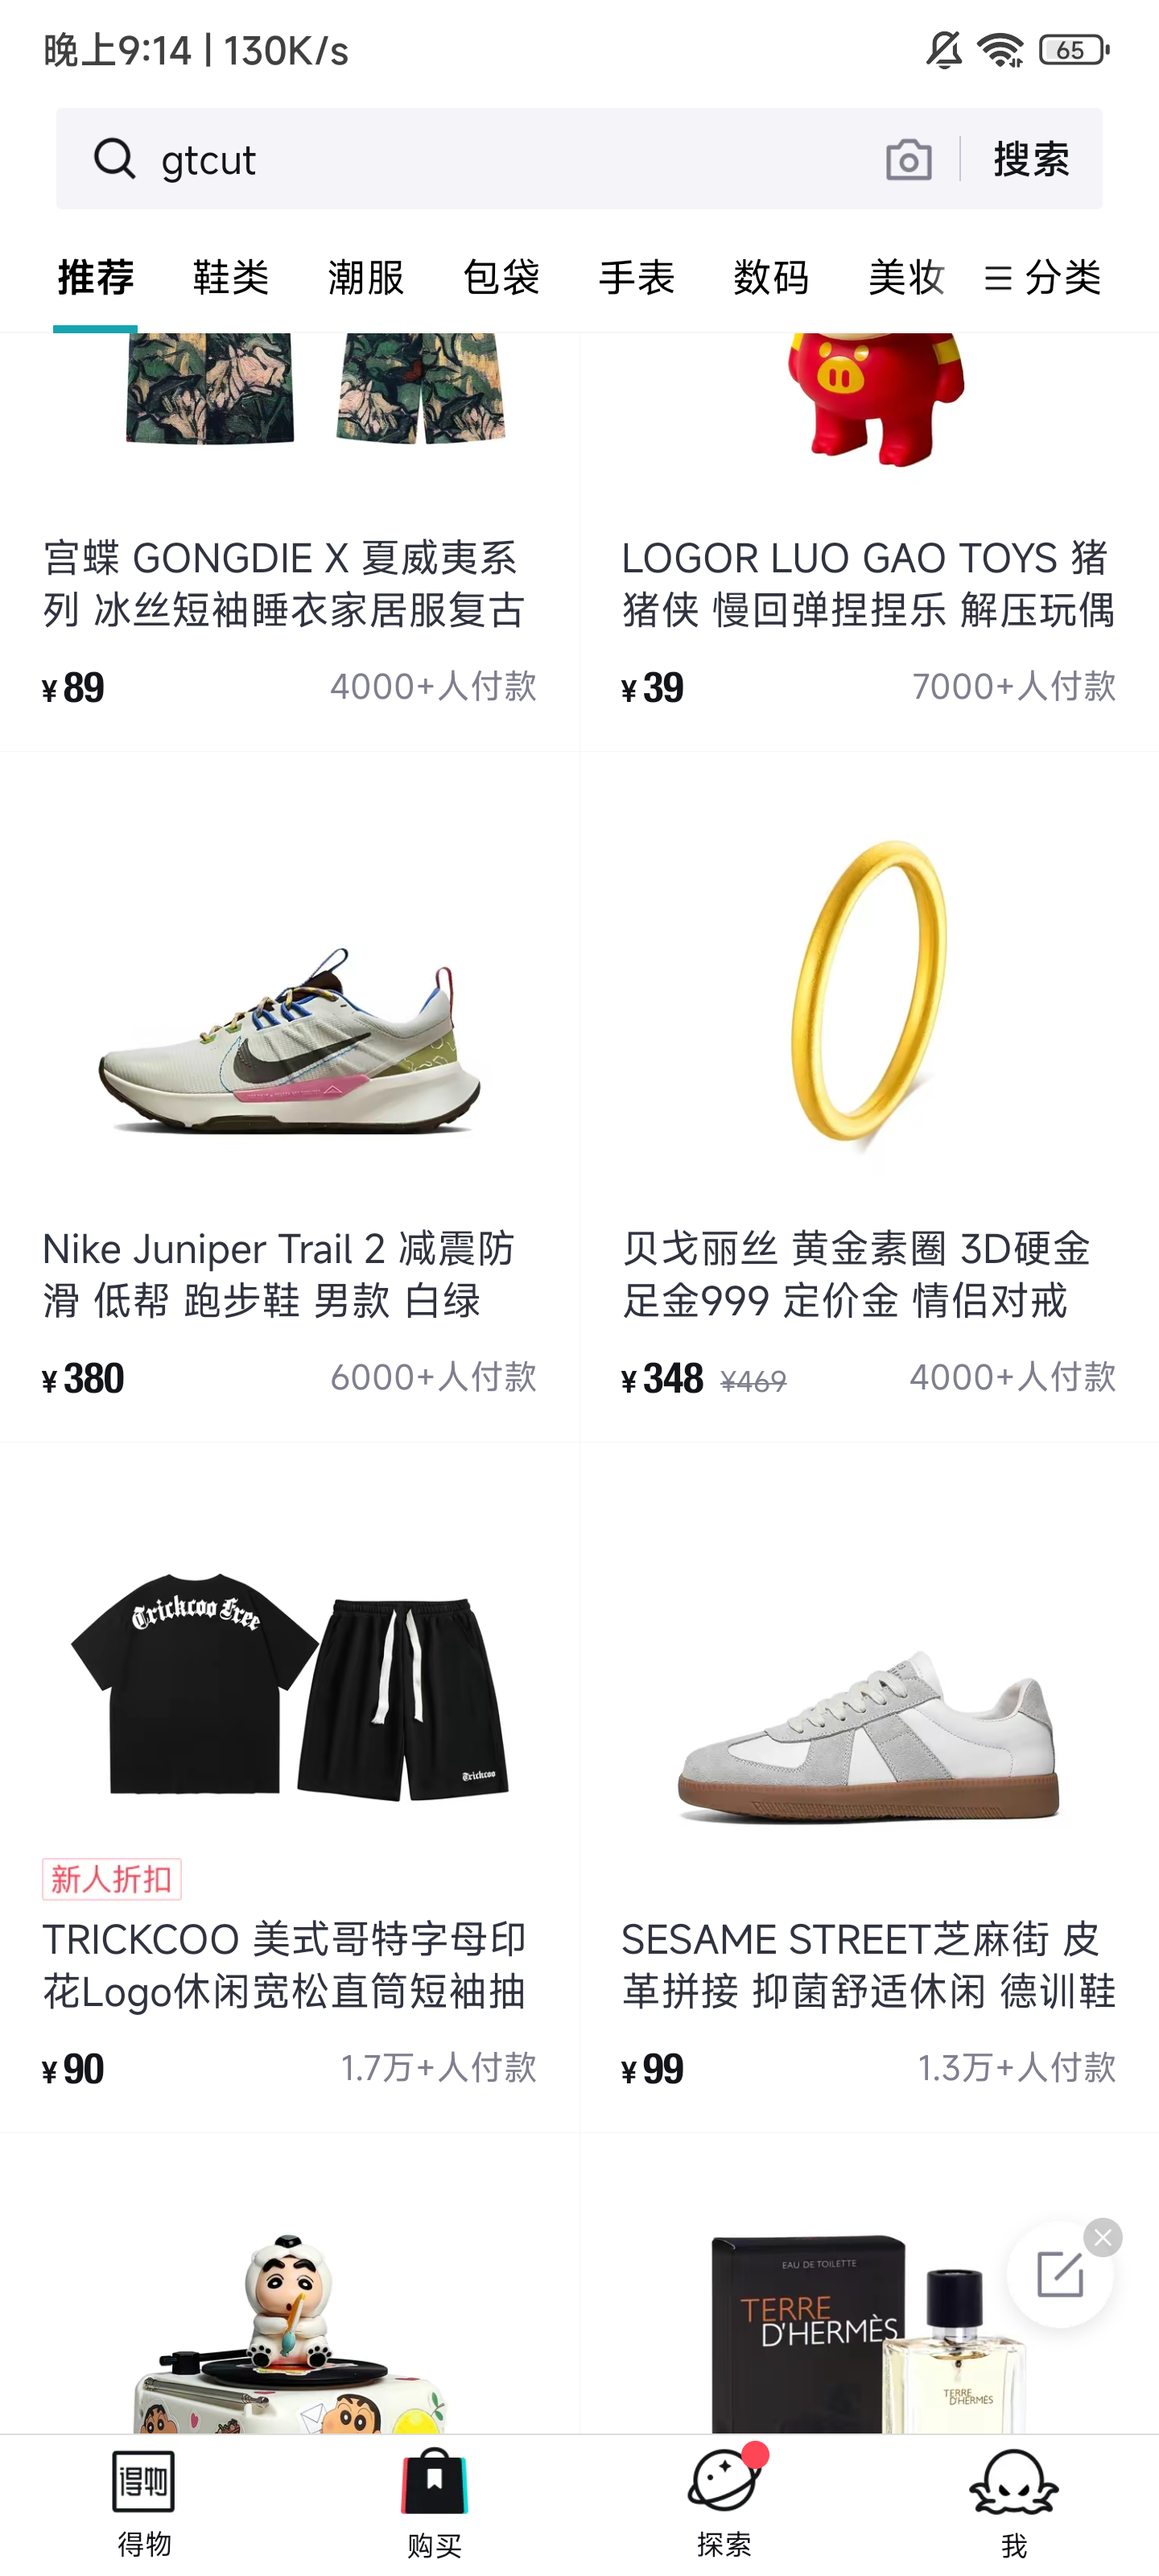 晚上9:14 | 130K/s
65
gtcut
搜索
推荐 鞋类 潮服 包袋 手表 数码 美妆 分类
宫蝶 GONGDIE X 夏威夷系
列 冰丝短袖睡衣家居服复古
¥89 4000+人付款
LOGOR LUO GAO TOYS 猪
猪侠 慢回弹捏捏乐 解压玩偶
¥39 7000+人付款
Nike Juniper Trail 2 减震防
滑 低帮 跑步鞋 男款 白绿
¥380 6000+人付款
贝戈丽丝 黄金素圈 3D硬金
足金999 定价金 情侣对戒
¥348 ¥469 4000+人付款
Trickcoo Free
Trickcoo
新人折扣
TRICKCOO 美式哥特字母印
花Logo休闲宽松直筒短袖抽
¥90 1.7万+人付款
SESAME STREET芝麻街 皮
革拼接 抑菌舒适休闲 德训鞋
¥99 1.3万+人付款
EAU DE TOILETTE
TERRE
D'HERMÈS
TERRE
D'HERMÈS
得物
得物 购买 探索 我